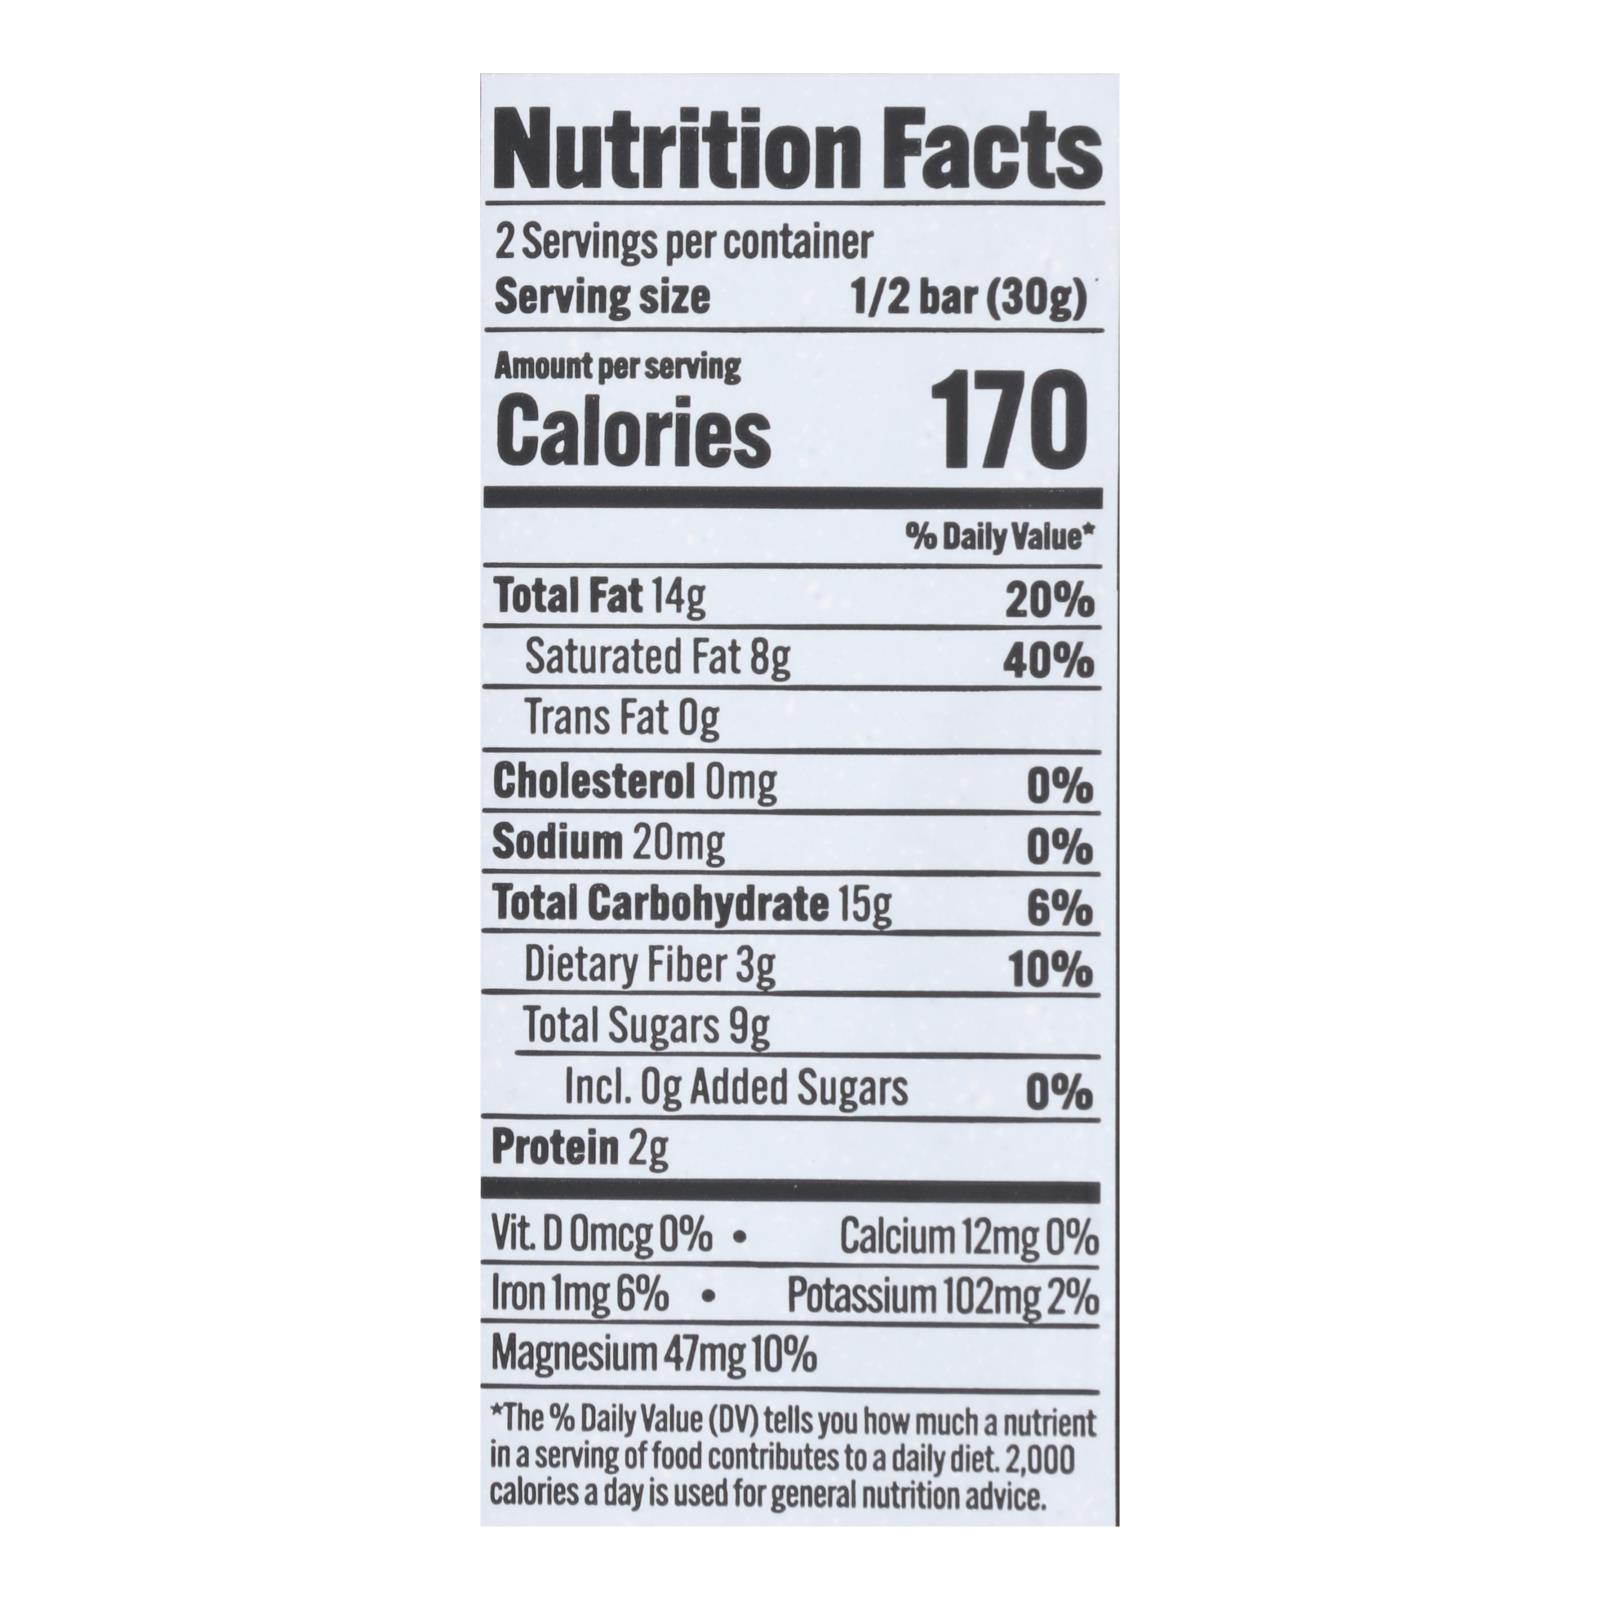 Nutrition Facts
2 Servings per container
Serving size 1/2 bar (30g)
Amount per serving
Calories 170
% Daily Value*
Total Fat 14g 20%
Saturated Fat 8g 40%
Trans Fat 0g
Cholesterol 0mg 0%
Sodium 20mg 0%
Total Carbohydrate 15g 6%
Dietary Fiber 3g 10%
Total Sugars 9g
Incl. 0g Added Sugars 0%
Protein 2g
Vit. D 0mcg 0% • Calcium 12mg 0%
Iron 1mg 6% • Potassium 102mg 2%
Magnesium 47mg 10%
*The % Daily Value (DV) tells you how much a nutrient
in a serving of food contributes to a daily diet. 2,000
calories a day is used for general nutrition advice.